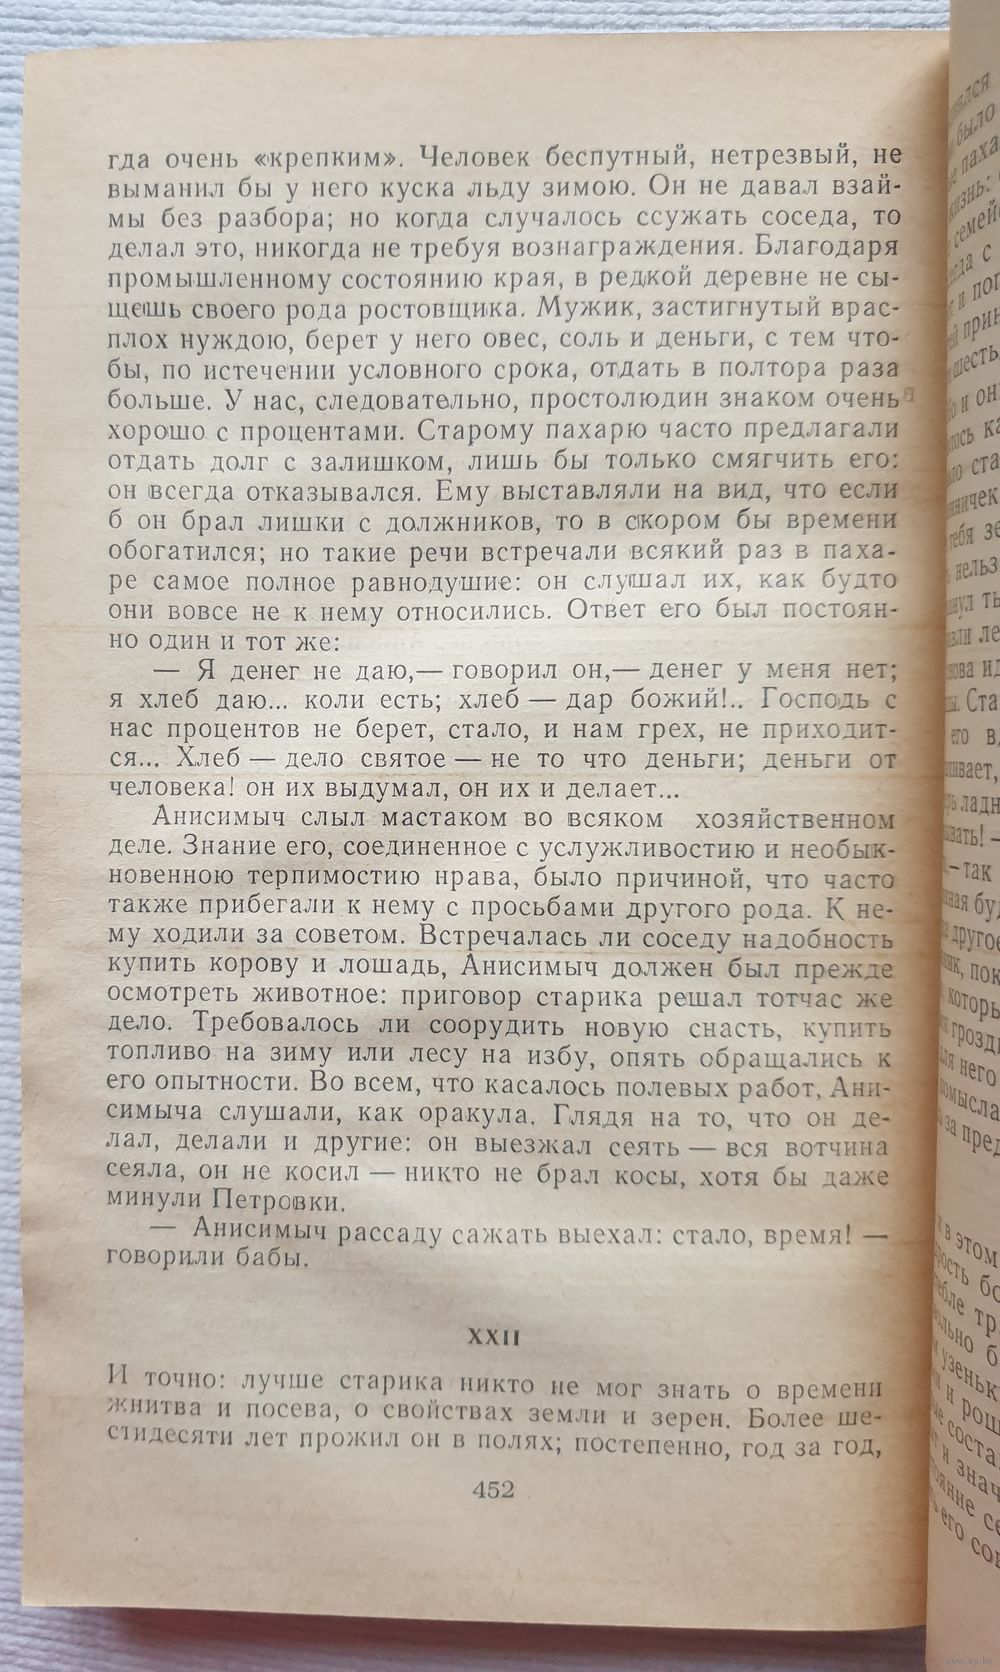 гда очень «крепким». Человек беспутный, нетрезвый, не
выманил бы у него куска льду зимою. Он не давал взай-
мы без разбора; но когда случалось ссужать соседа, то
делал это, никогда не требуя вознаграждения. Благодаря
промышленному состоянию края, в редкой деревне не сы-
щешь своего рода ростовщика. Мужик, застигнутый врас-
плох нуждою, берет у него овес, соль и деньги, с тем что-
бы, по истечении условного срока, отдать в полтора раза
больше. У нас, следовательно, простолюдин знаком очень
хорошо с процентами. Старому пахарю часто предлагали
отдать долг с залишком, лишь бы только смягчить его:
он всегда отказывался. Ему выставляли на вид, что если
б он брал лишки с должников, то в скором бы времени
обогатился; но такие речи встречали всякий раз в паха-
ре самое полное равнодушие: он слушал их, как будто
они вовсе не к нему относились. Ответ его был постоян-
но один и тот же:
— Я денег не даю,— говорил он,— денег у меня нет;
я хлеб даю... коли есть; хлеб — дар божий!.. Господь с
нас процентов не берет, стало, и нам грех, не приходит-
ся... Хлеб — дело святое — не то что деньги; деньги от
человека! он их выдумал, он их и делает...
Анисимыч слыл мастаком во всяком хозяйственном
деле. Знание его, соединенное с услужливостию и необык-
новенною терпимостию нрава, было причиной, что часто
также прибегали к нему с просьбами другого рода. К не-
му ходили за советом. Встречалась ли соседу надобность
купить корову и лошадь, Анисимыч должен был прежде
осмотреть животное: приговор старика решал тотчас же
дело. Требовалось ли соорудить новую снасть, купить
топливо на зиму или лесу на избу, опять обращались к
его опытности. Во всем, что касалось полевых работ, Ани-
симыча слушали, как оракула. Глядя на то, что он де-
лал, делали и другие: он выезжал сеять — вся вотчина
сеяла, он не косил — никто не брал косы, хотя бы даже
минули Петровки.
— Анисимыч рассаду сажать выехал: стало, время! —
говорили бабы.
XXII
И точно: лучше старика никто не мог знать о времени
жнитва и посева, о свойствах земли и зерен. Более ше-
стидесяти лет прожил он в полях; постепенно, год за год,
452